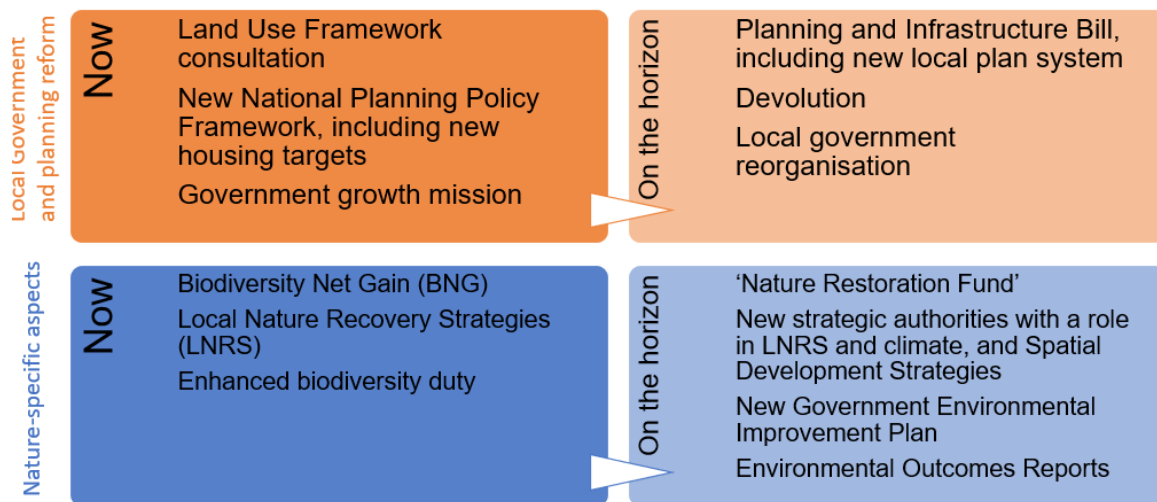 Local Government
and planning reform
Now
Land Use Framework
consultation
New National Planning Policy
Framework, including new
housing targets
Government growth mission
On the horizon
Planning and Infrastructure Bill,
including new local plan system
Devolution
Local government
reorganisation
Nature-specific aspects
Now
Biodiversity Net Gain (BNG)
Local Nature Recovery Strategies
(LNRS)
Enhanced biodiversity duty
On the horizon
‘Nature Restoration Fund’
New strategic authorities with a role
in LNRS and climate, and Spatial
Development Strategies
New Government Environmental
Improvement Plan
Environmental Outcomes Reports